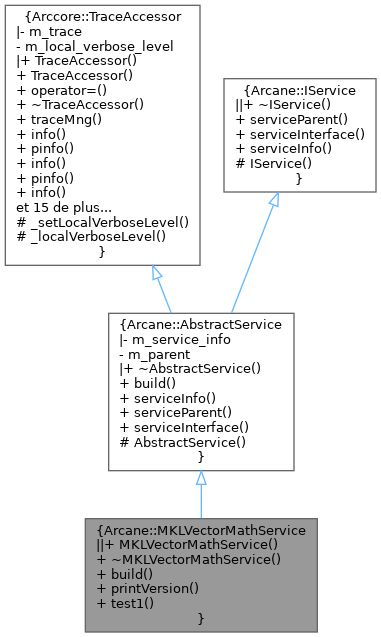 {Arccore::TraceAccessor
|- m_trace
- m_local_verbose_level
|+ TraceAccessor()
+ TraceAccessor()
+ operator=()
+ ~TraceAccessor()
+ traceMng()
+ info()
+ pinfo()
+ info()
+ pinfo()
+ info()
et 15 de plus...
# _setLocalVerboseLevel()
# _localVerboseLevel()
}
{Arcane::IService
||+ ~IService()
+ serviceParent()
+ serviceInterface()
+ serviceInfo()
# IService()
}
{Arcane::AbstractService
|- m_service_info
- m_parent
|+ ~AbstractService()
+ build()
+ serviceInfo()
+ serviceParent()
+ serviceInterface()
# AbstractService()
}
{Arcane::MKLVectorMathService
||+ MKLVectorMathService()
+ ~MKLVectorMathService()
+ build()
+ printVersion()
+ test1()
}